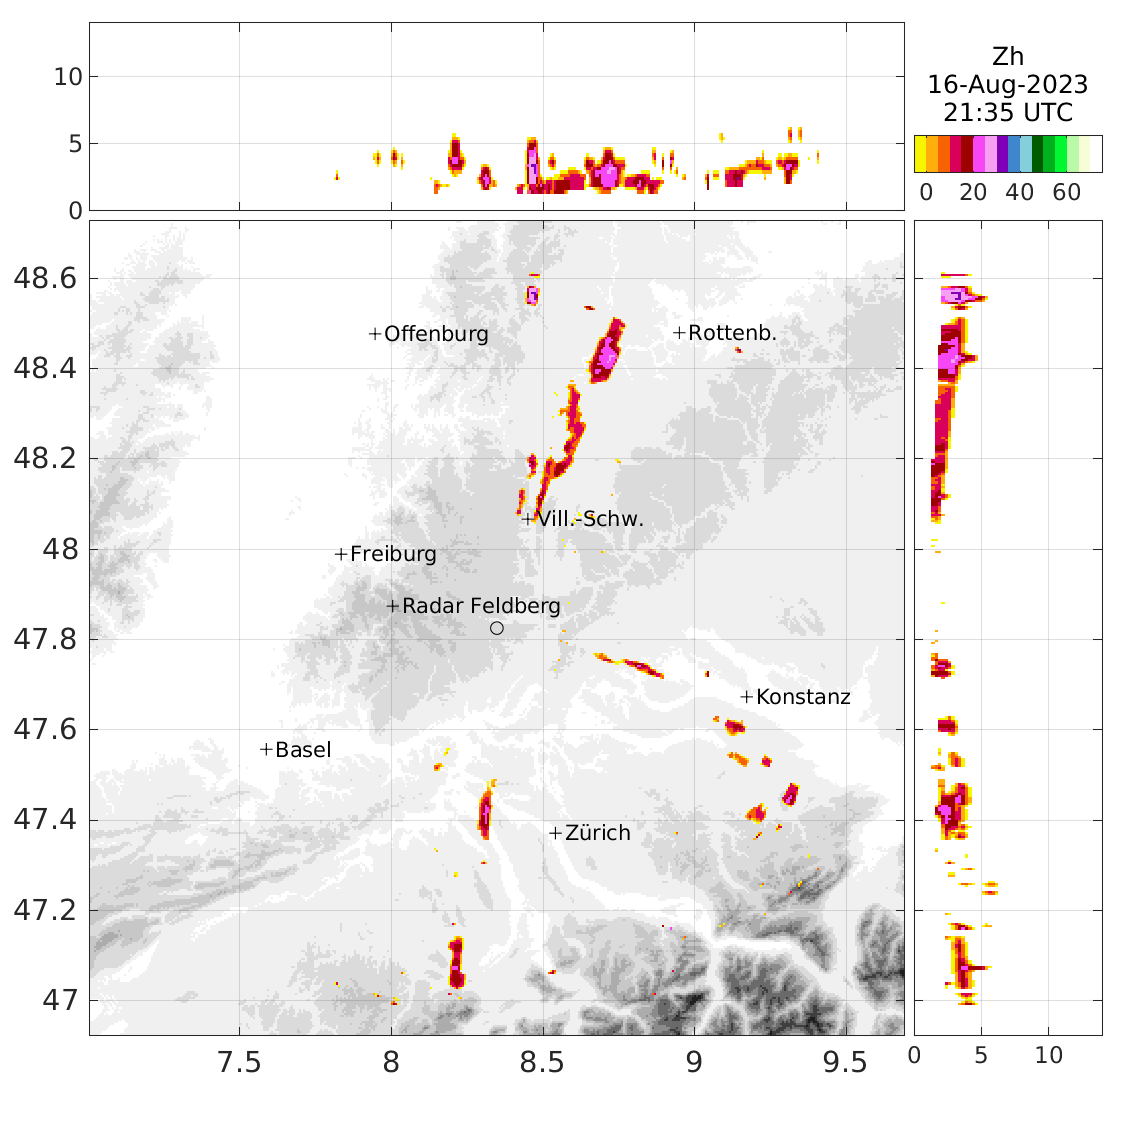 Zh
16-Aug-2023
21:35 UTC
0 20 40 60
10
5
0
48.6
48.4
48.2
48
47.8
47.6
47.4
47.2
47
Offenburg
Rottenb.
Vill.-Schw.
Freiburg
Radar Feldberg
Konstanz
Basel
Zürich
7.5 8 8.5 9 9.5
0 5 10